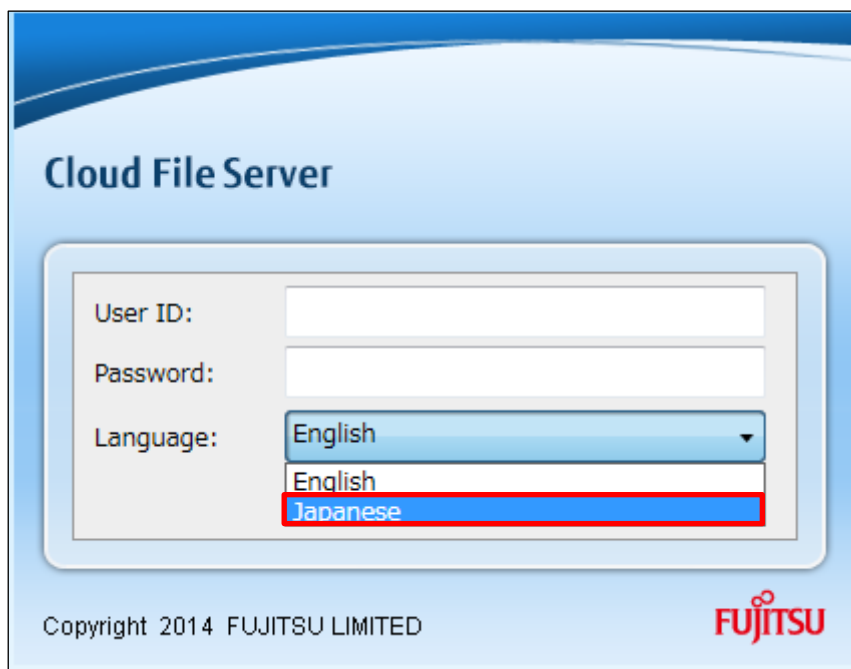 Cloud File Server
User ID:
Password:
Language: English
English
Japanese
Copyright 2014 FUJITSU LIMITED
FUJITSU